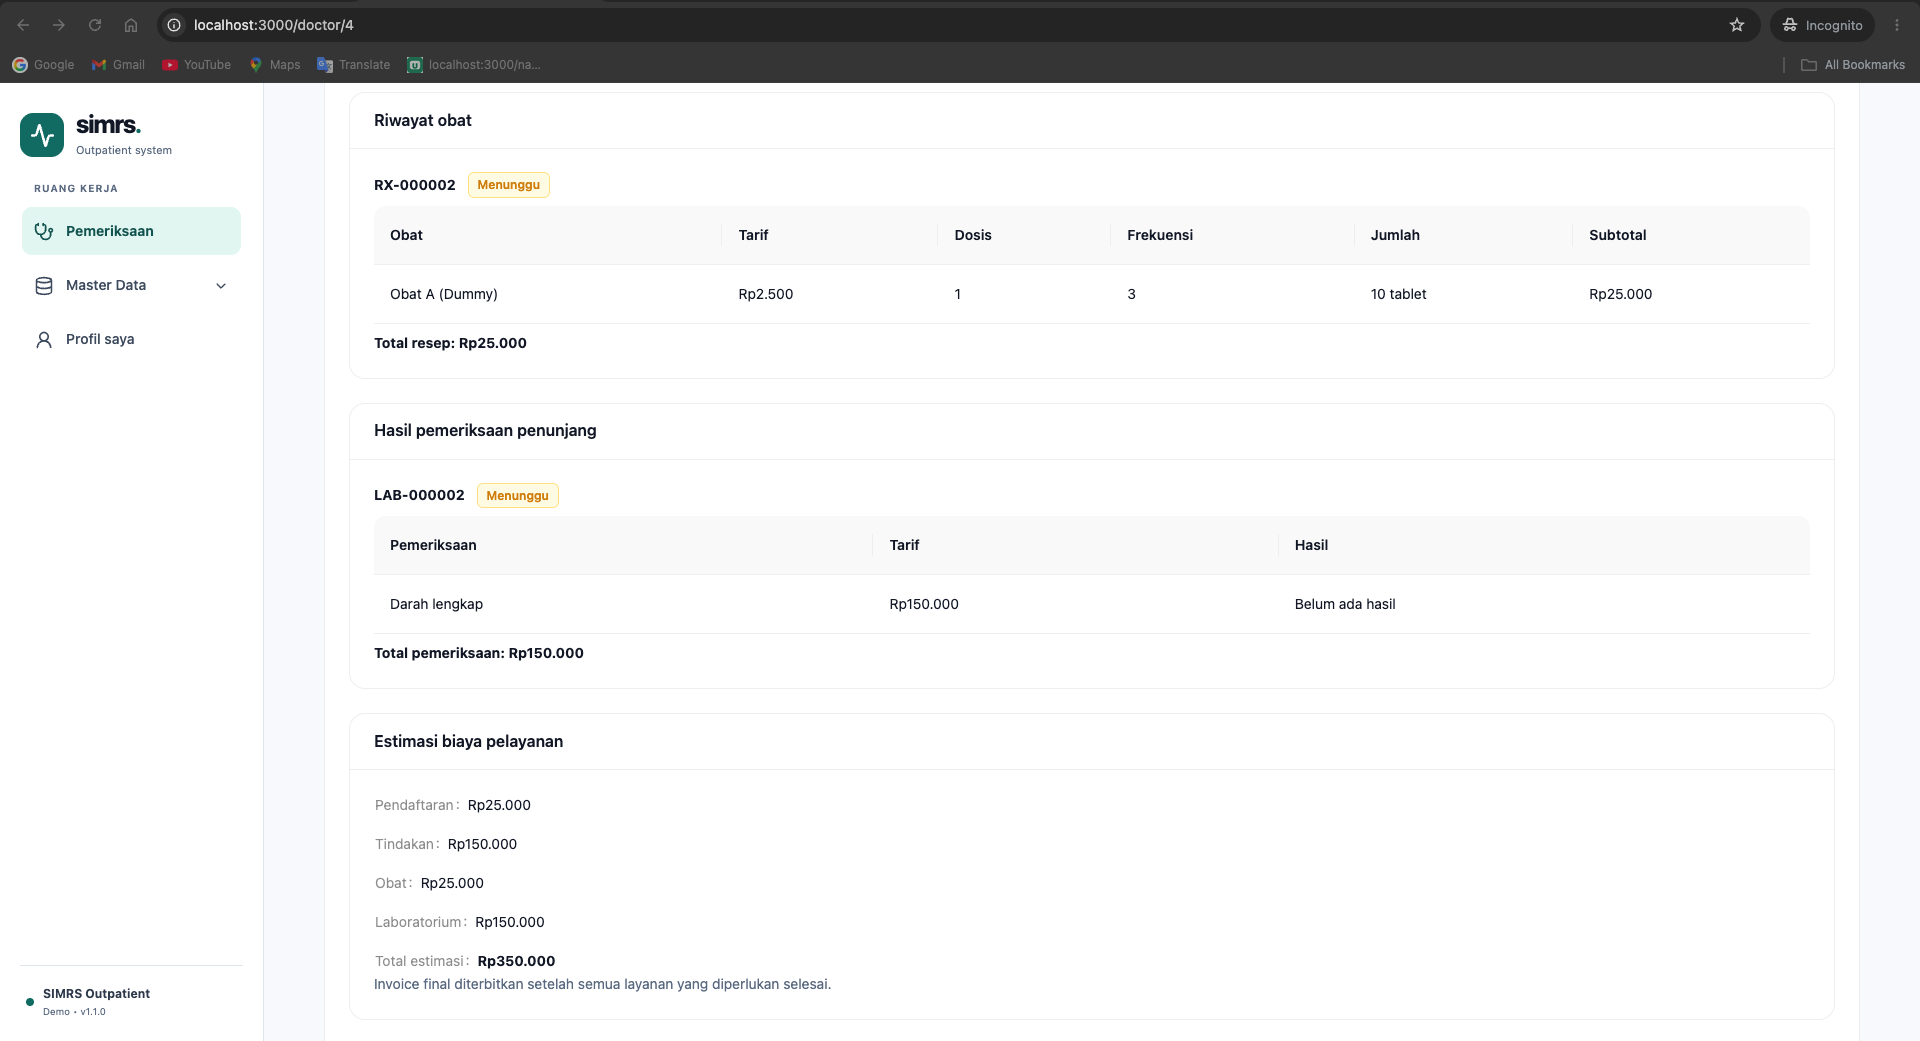 localhost:3000/doctor/4
Incognito
Google
Gmail
YouTube
Maps
Translate
localhost:3000/na...
All Bookmarks
simrs.
Outpatient system
RUANG KERJA
Pemeriksaan
Master Data
Profil saya
SIMRS Outpatient
Demo • v1.1.0
Riwayat obat
RX-000002 Menunggu
Obat Tarif Dosis Frekuensi Jumlah Subtotal
Obat A (Dummy) Rp2.500 1 3 10 tablet Rp25.000
Total resep: Rp25.000
Hasil pemeriksaan penunjang
LAB-000002 Menunggu
Pemeriksaan Tarif Hasil
Darah lengkap Rp150.000 Belum ada hasil
Total pemeriksaan: Rp150.000
Estimasi biaya pelayanan
Pendaftaran: Rp25.000
Tindakan: Rp150.000
Obat: Rp25.000
Laboratorium: Rp150.000
Total estimasi: Rp350.000
Invoice final diterbitkan setelah semua layanan yang diperlukan selesai.